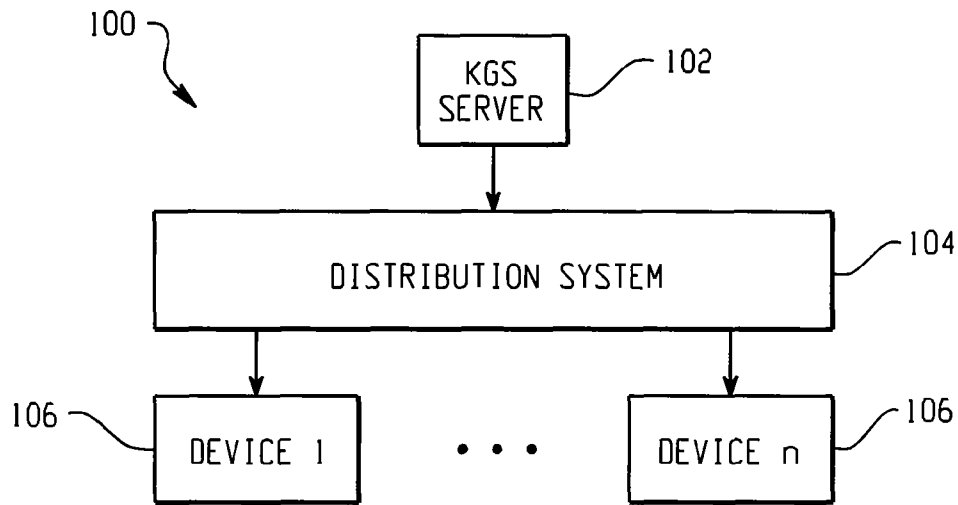 100
KGS
SERVER
102
DISTRIBUTION SYSTEM
104
106
DEVICE 1
• • •
DEVICE n
106